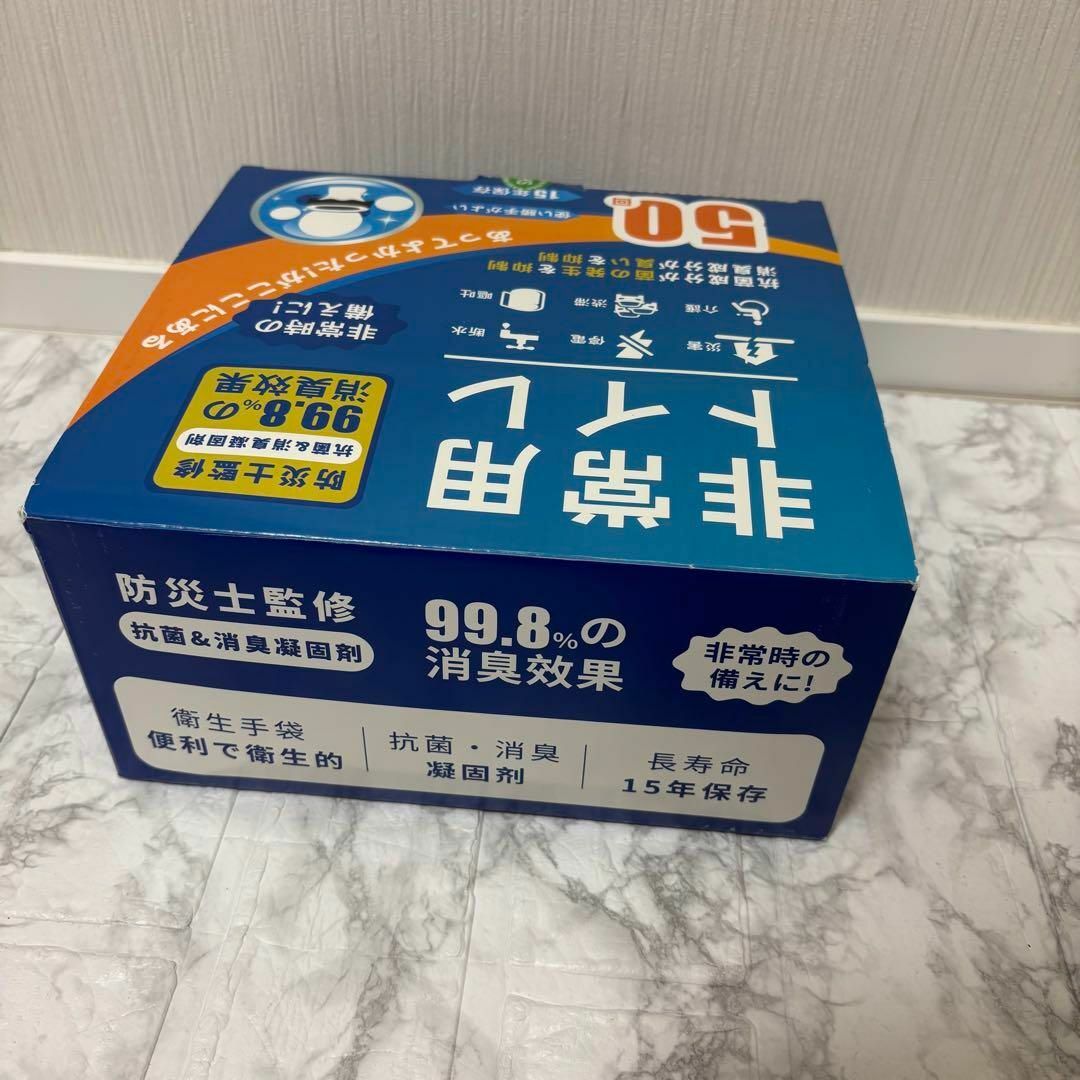 非常用
トイレ
災害
停電
断水
介護
渋滞
嘔吐
抗菌成分が菌の発生を抑制
消臭成分が臭いを抑制
50回
使い勝手がよい
15年保存
あってよかった!がここにある
非常時の
備えに!
防災士監修
抗菌&消臭凝固剤
99.8%の
消臭効果
防災士監修
抗菌&消臭凝固剤
99.8%の
消臭効果
非常時の
備えに!
衛生手袋
便利で衛生的
抗菌・消臭
凝固剤
長寿命
15年保存